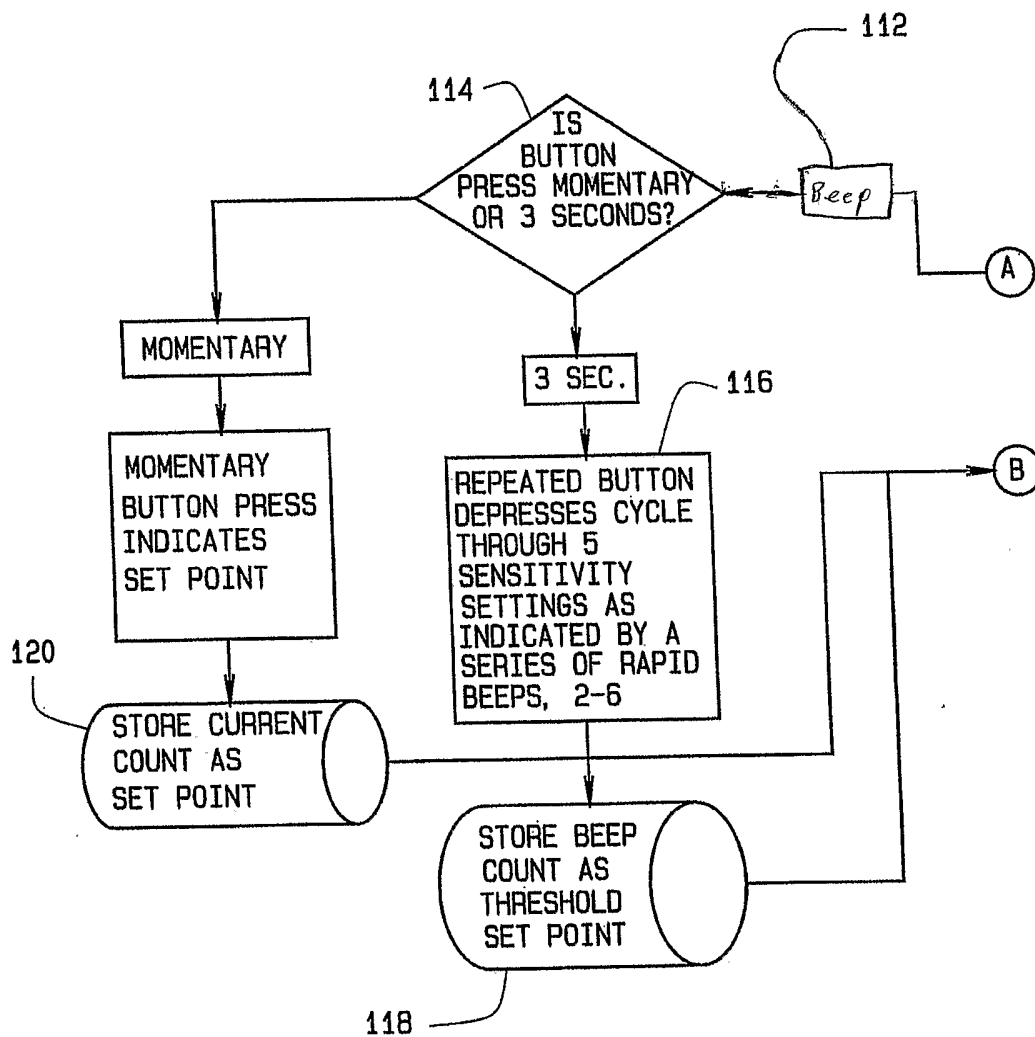 112
114
IS
BUTTON
PRESS MOMENTARY
OR 3 SECONDS?
Beep
A
MOMENTARY
3 SEC.
116
MOMENTARY
BUTTON PRESS
INDICATES
SET POINT
REPEATED BUTTON
DEPRESSES CYCLE
THROUGH 5
SENSITIVITY
SETTINGS AS
INDICATED BY A
SERIES OF RAPID
BEEPS, 2-6
B
120
STORE CURRENT
COUNT AS
SET POINT
STORE BEEP
COUNT AS
THRESHOLD
SET POINT
118